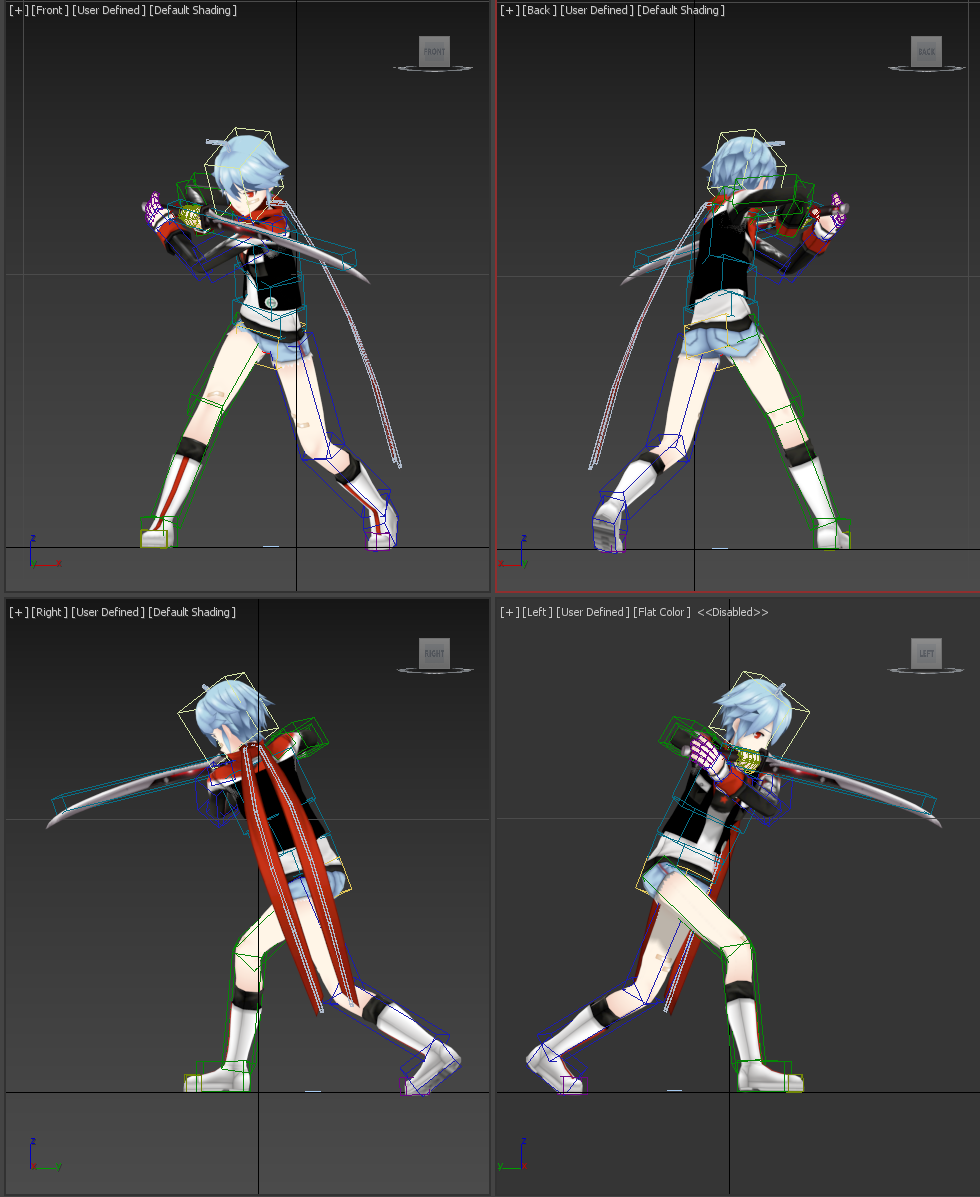 [+] [Front] [User Defined] [Default Shading]
[+] [Back] [User Defined] [Default Shading]
FRONT
BACK
z
x
y
z
x
y
[+] [Right] [User Defined] [Default Shading]
[+] [Left] [User Defined] [Flat Color] <<Disabled>>
RIGHT
LEFT
z
x
y
z
y
x